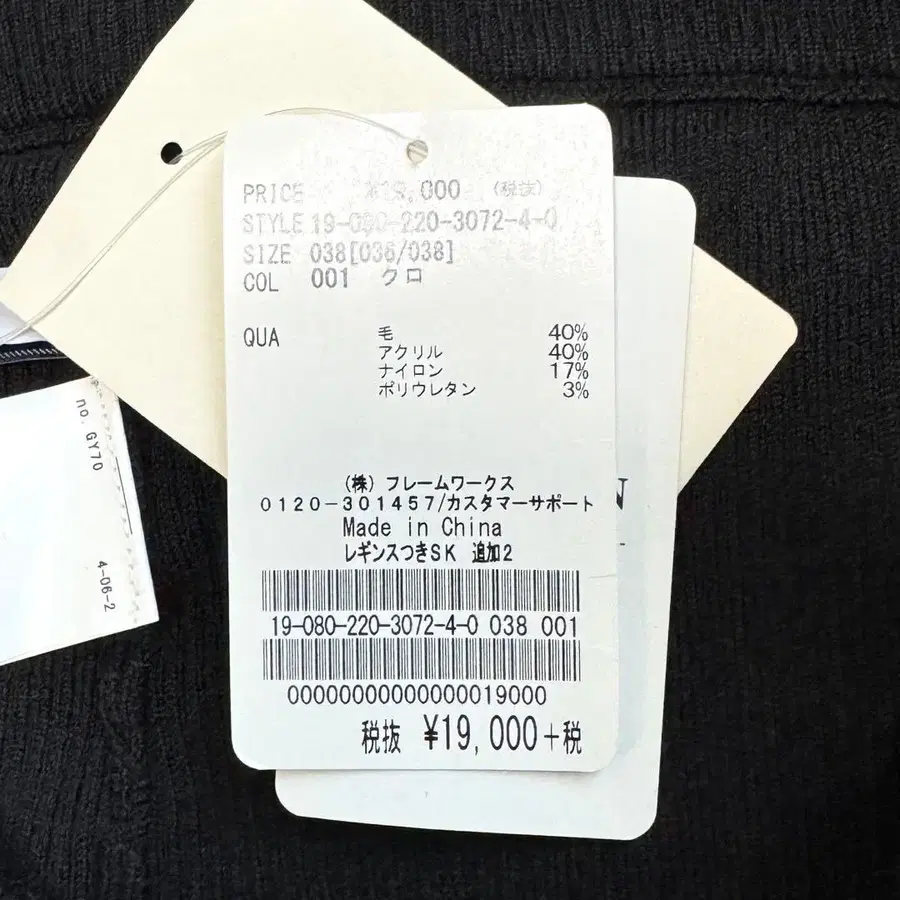 PRICE ¥19,000 (税抜)
STYLE 19-080-220-3072-4-0
SIZE 038[036/038]
COL 001 クロ
QUA 毛 40%
アクリル 40%
ナイロン 17%
ポリウレタン 3%
(株) フレームワークス
0120-301457/カスタマーサポート
Made in China
レギンスつきSK 追加2
19-080-220-3072-4-0 038 001
00000000000000019000
税抜 ¥19,000+税
no. GY70
4-06-2
N